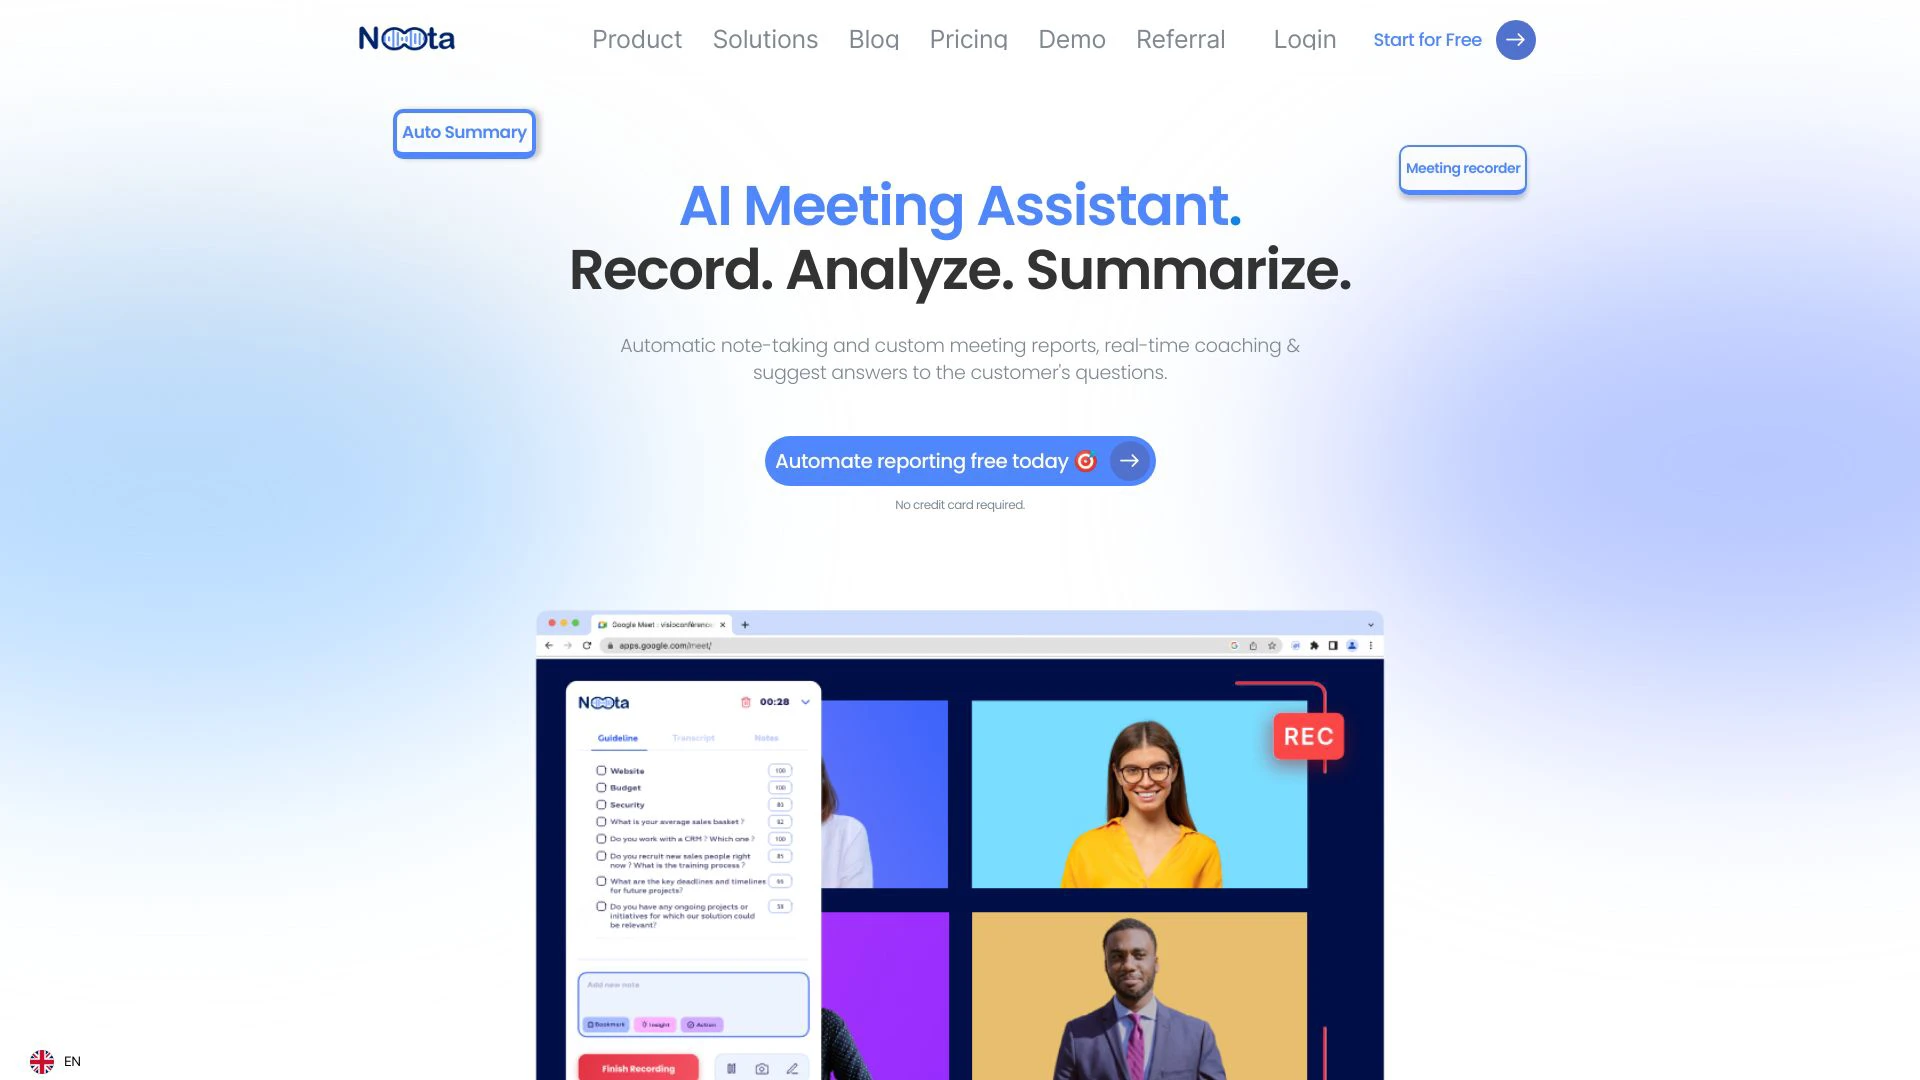 Noota
Product
Solutions
Blog
Pricing
Demo
Referral
Login
Start for Free
Auto Summary
Meeting recorder
AI Meeting Assistant.
Record. Analyze. Summarize.
Automatic note-taking and custom meeting reports, real-time coaching &
suggest answers to the customer's questions.
Automate reporting free today
No credit card required.
Google Meet : visioconférence
apps.google.com/meet/
Noota
00:28
Guideline
Transcript
Notes
Website
100
Budget
100
Security
What is your average sales basket ?
92
Do you work with a CRM ? Which one ?
100
Do you recruit new sales people right
now ? What is the training process ?
85
What are the key deadlines and timelines
for future projects?
Do you have any ongoing projects or
initiatives for which our solution could
be relevant?
Add new note
Bookmark
Insight
Action
Finish Recording
REC
EN